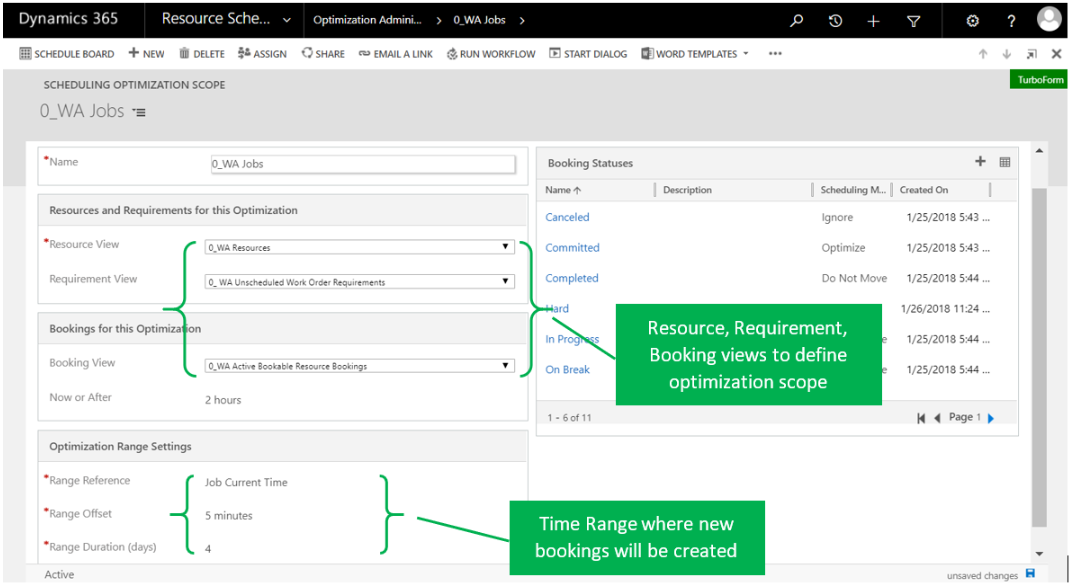 Dynamics 365 Resource Sche... Optimization Admini... > 0_WA Jobs >
SCHEDULE BOARD + NEW DELETE ASSIGN SHARE EMAIL A LINK RUN WORKFLOW START DIALOG WORD TEMPLATES ...
TurboForm
SCHEDULING OPTIMIZATION SCOPE
0_WA Jobs
*Name 0_WA Jobs
Resources and Requirements for this Optimization
*Resource View 0_WA Resources
Requirement View 0_ WA Unscheduled Work Order Requirements
Bookings for this Optimization
Booking View 0_WA Active Bookable Resource Bookings
Now or After 2 hours
Optimization Range Settings
*Range Reference Job Current Time
*Range Offset 5 minutes
*Range Duration (days) 4
Booking Statuses
Name Description Scheduling M... Created On
Canceled Ignore 1/25/2018 5:43 ...
Committed Optimize 1/25/2018 5:43 ...
Completed Do Not Move 1/25/2018 5:44 ...
Hard 1/26/2018 11:24 ...
In Progress 1/25/2018 5:44 ...
On Break 1/25/2018 5:44 ...
1 - 6 of 11 Page 1
Resource, Requirement,
Booking views to define
optimization scope
Time Range where new
bookings will be created
Active unsaved changes